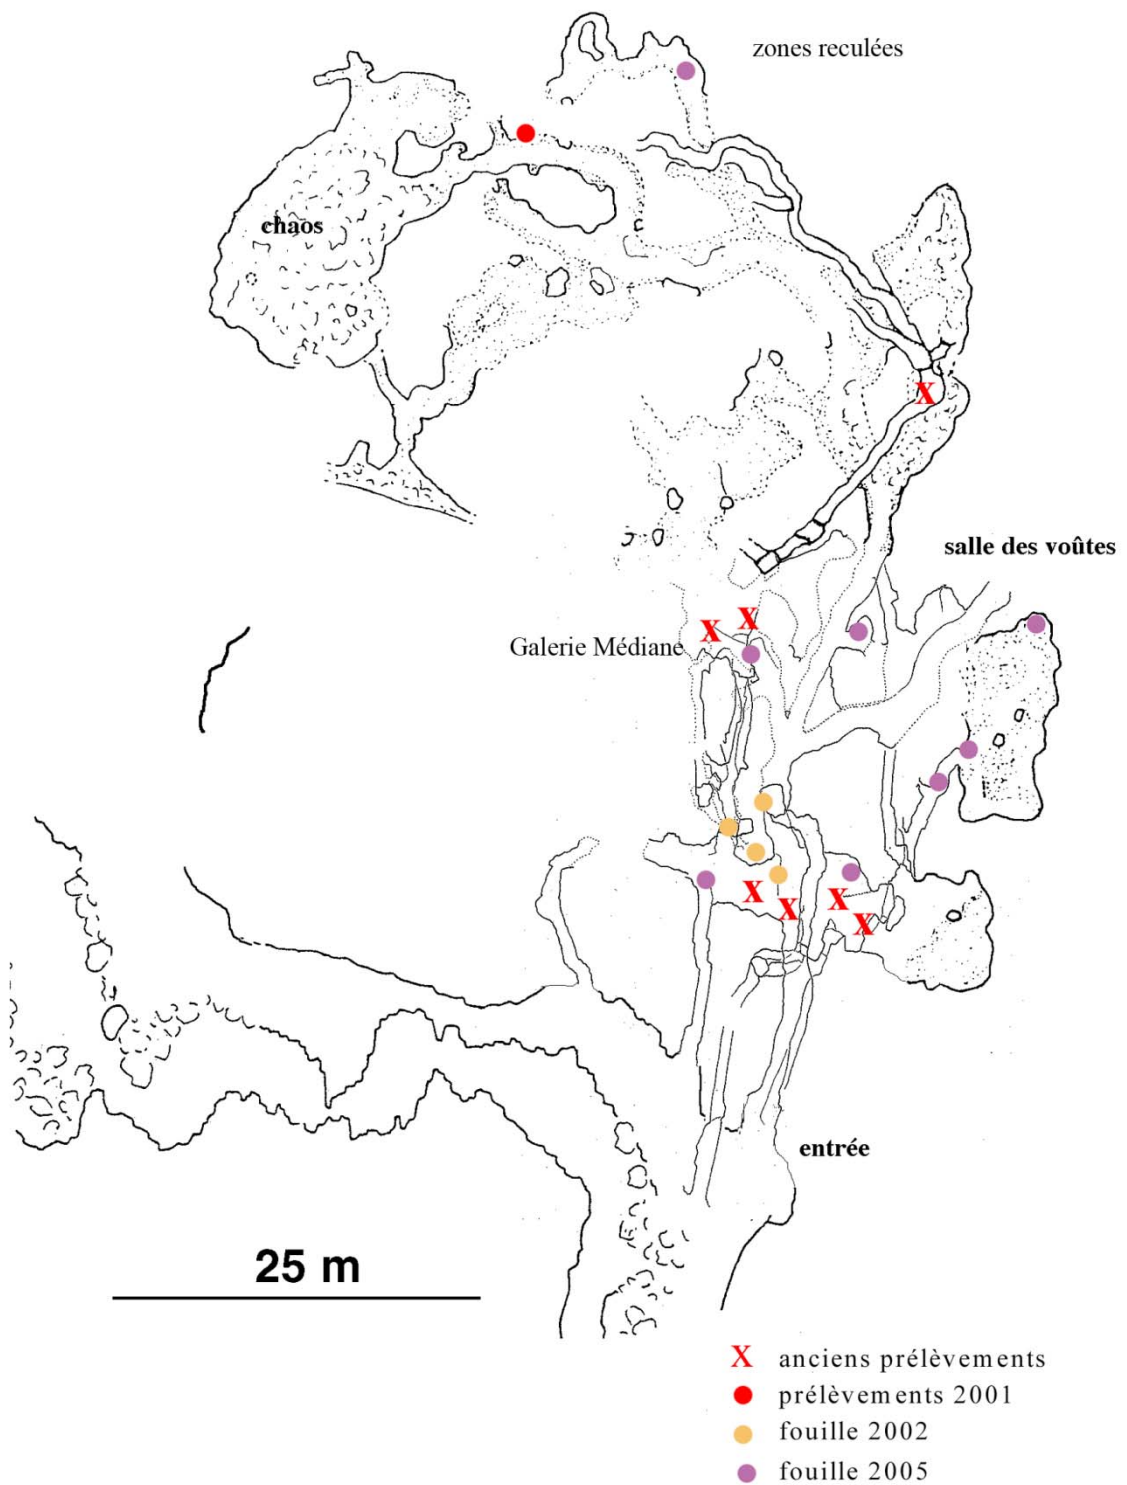 zones reculées
chaos
X
salle des voûtes
X X
Galerie Médiane
X X X X
entrée
25 m
X anciens prélèvements
prélèvements 2001
fouille 2002
fouille 2005